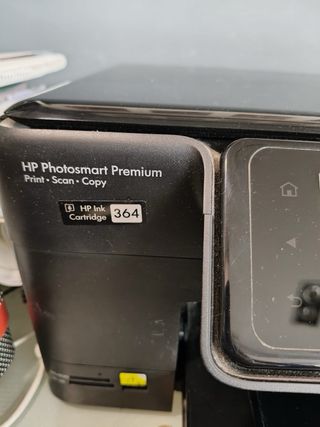 HP Photosmart Premium
Print · Scan · Copy
HP Ink
Cartridge 364